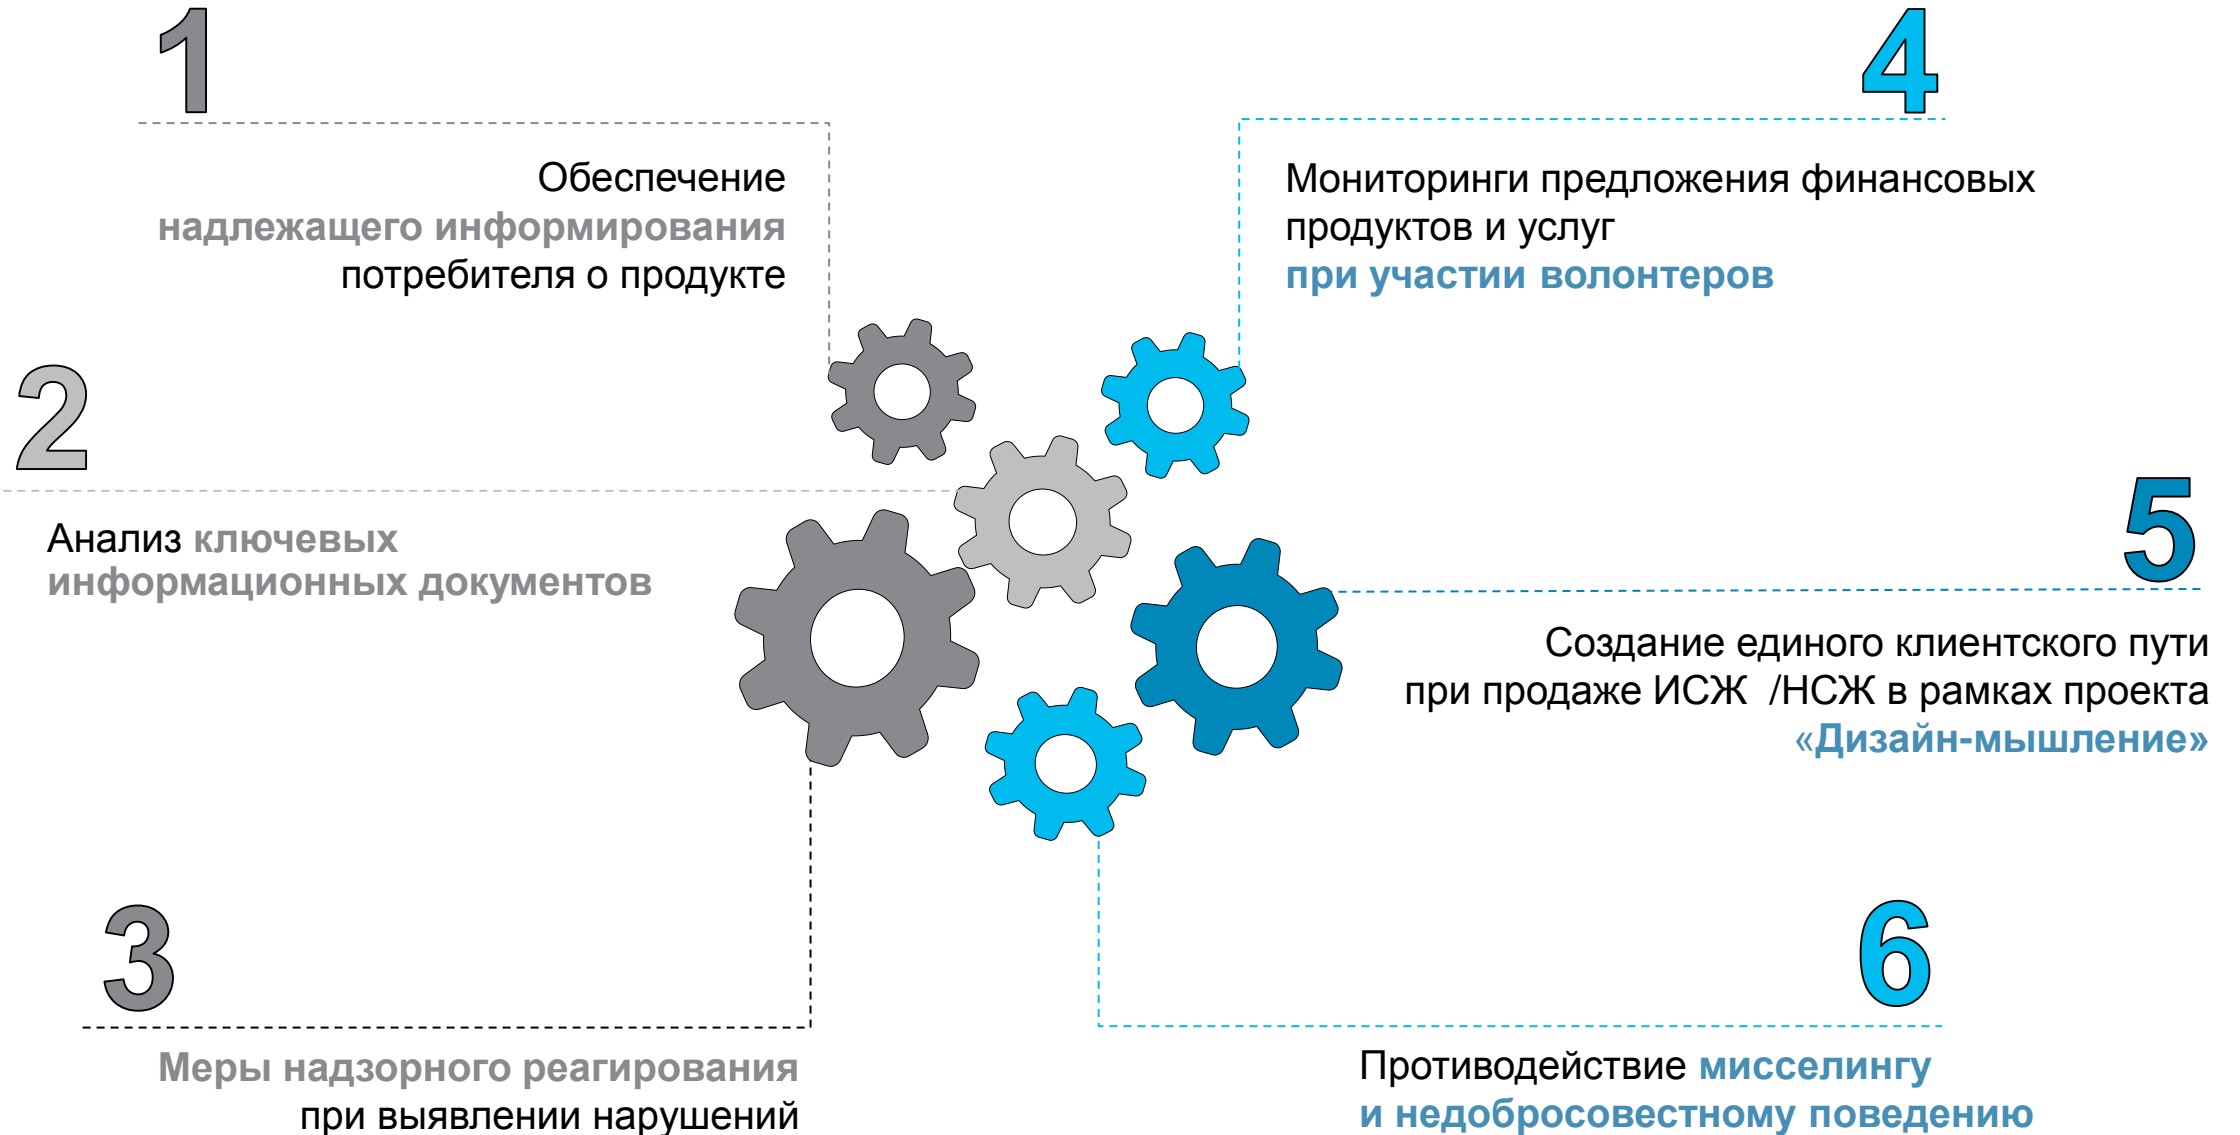 1
Обеспечение
надлежащего информирования
потребителя о продукте
2
Анализ ключевых
информационных документов
3
Меры надзорного реагирования
при выявлении нарушений
4
Мониторинги предложения финансовых
продуктов и услуг
при участии волонтеров
5
Создание единого клиентского пути
при продаже ИСЖ /НСЖ в рамках проекта
«Дизайн-мышление»
6
Противодействие мисселингу
и недобросовестному поведению